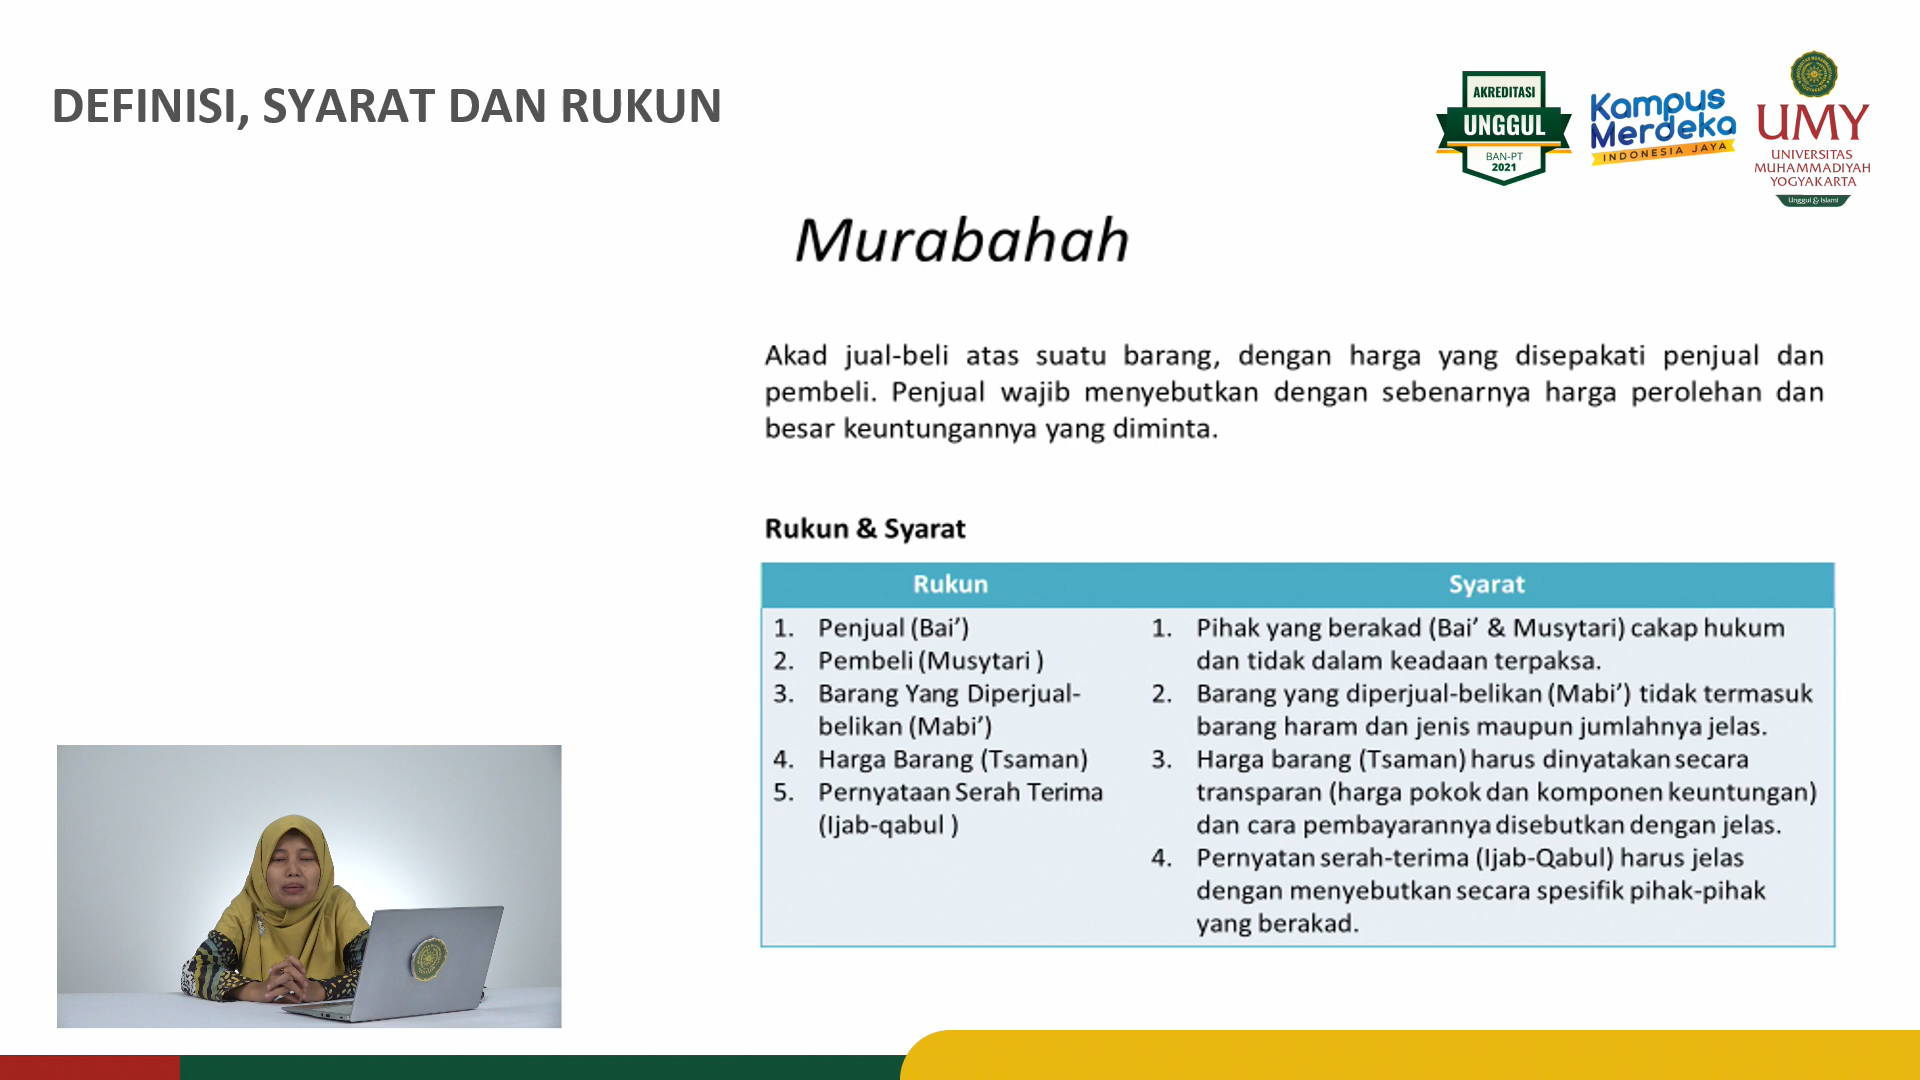 DEFINISI, SYARAT DAN RUKUN
AKREDITASI
UNGGUL
BAN-PT
2021
Kampus
Merdeka
INDONESIA JAYA
UMY
UNIVERSITAS
MUHAMMADIYAH
YOGYAKARTA
Unggul & Islami
Murabahah
Akad jual-beli atas suatu barang, dengan harga yang disepakati penjual dan
pembeli. Penjual wajib menyebutkan dengan sebenarnya harga perolehan dan
besar keuntungannya yang diminta.
Rukun & Syarat
Rukun
1. Penjual (Bai’)
2. Pembeli (Musytari )
3. Barang Yang Diperjual-
belikan (Mabi’)
4. Harga Barang (Tsaman)
5. Pernyataan Serah Terima
(Ijab-qabul )
Syarat
1. Pihak yang berakad (Bai’ & Musytari) cakap hukum
dan tidak dalam keadaan terpaksa.
2. Barang yang diperjual-belikan (Mabi’) tidak termasuk
barang haram dan jenis maupun jumlahnya jelas.
3. Harga barang (Tsaman) harus dinyatakan secara
transparan (harga pokok dan komponen keuntungan)
dan cara pembayarannya disebutkan dengan jelas.
4. Pernyatan serah-terima (Ijab-Qabul) harus jelas
dengan menyebutkan secara spesifik pihak-pihak
yang berakad.